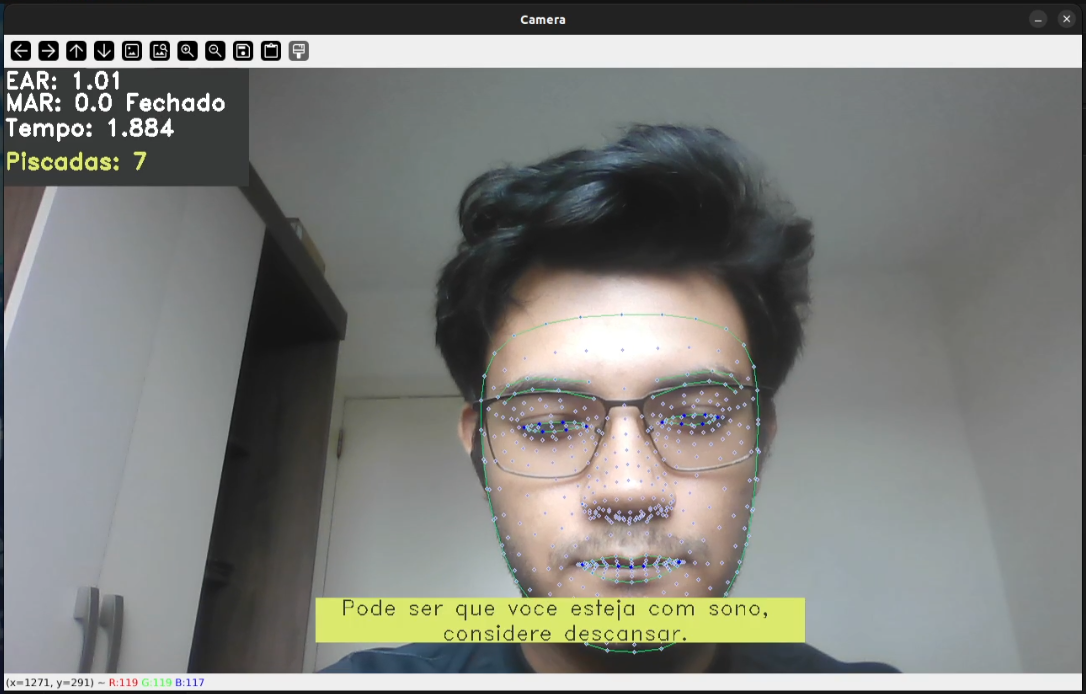 Camera
EAR: 1.01
MAR: 0.0 Fechado
Tempo: 1.884
Piscadas: 7
Pode ser que voce esteja com sono,
considere descansar.
(x=1271, y=291) ~ R:119 G:119 B:117